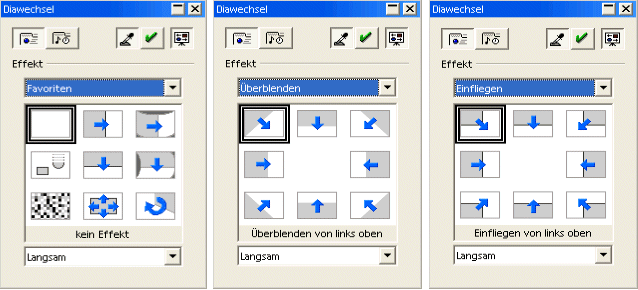 Diawechsel
Effekt
Favoriten
kein Effekt
Langsam
Diawechsel
Effekt
Überblenden
Überblenden von links oben
Langsam
Diawechsel
Effekt
Einfliegen
Einfliegen von links oben
Langsam